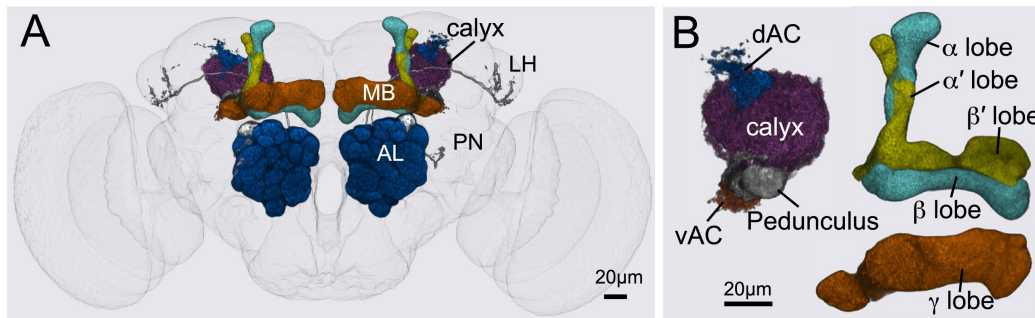 A
calyx
LH
MB
AL
PN
20μm
B
dAC
calyx
vAC
Pedunculus
20μm
α lobe
α′ lobe
β′ lobe
β lobe
γ lobe